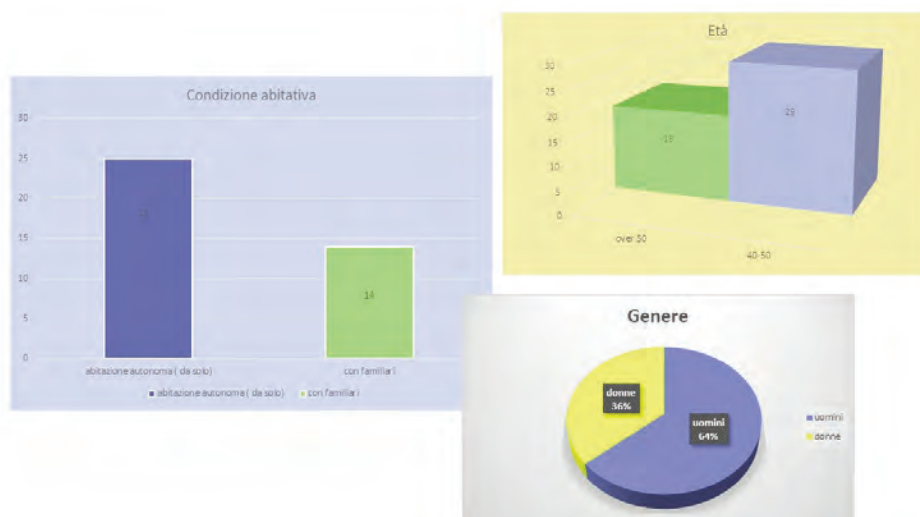 Condizione abitativa
30
25
20
15
10
5
0
14
abitazione autonoma ( da solo)
con familiari
abitazione autonoma ( da solo)
con familiari
Età
30
25
20
15
10
5
0
over 50
40-50
Genere
donne
36%
uomini
64%
uomini
donne